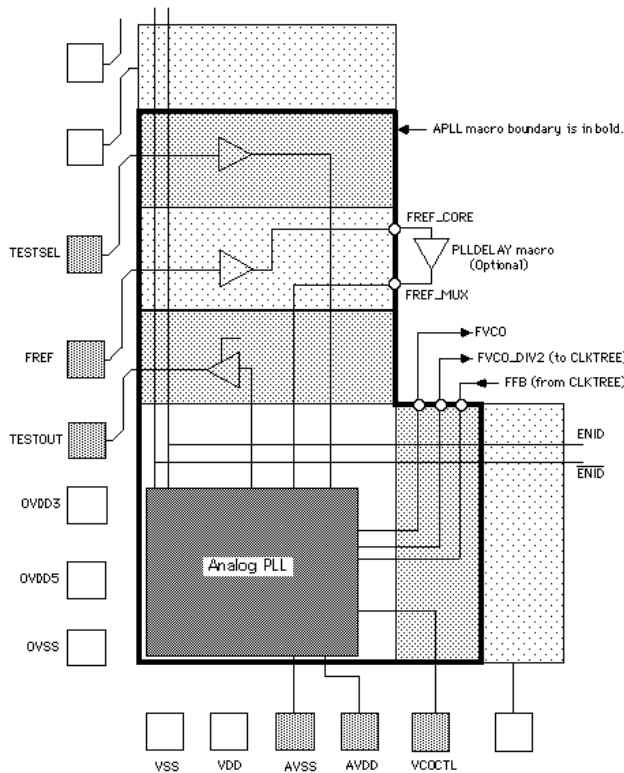 APLL macro boundary is in bold.
FREF_CORE
TESTSEL
PLLDELAY macro
(Optional)
FREF_MUX
FVCO
FREF
FVCO_DIV2 (to CLKTREE)
FFB (from CLKTREE)
TESTOUT
ENID
ENID
OVDD3
Analog PLL
OVDD5
OVSS
VSS
VDD
AVSS
AVDD
VCOCTL